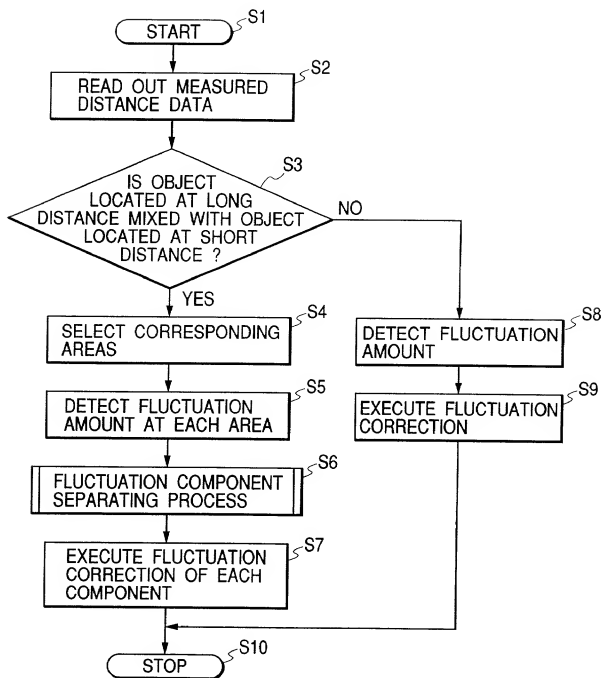 START
S1
READ OUT MEASURED
DISTANCE DATA
S2
IS OBJECT
LOCATED AT LONG
DISTANCE MIXED WITH OBJECT
LOCATED AT SHORT
DISTANCE ?
S3
NO
YES
SELECT CORRESPONDING
AREAS
S4
DETECT FLUCTUATION
AMOUNT AT EACH AREA
S5
FLUCTUATION COMPONENT
SEPARATING PROCESS
S6
EXECUTE FLUCTUATION
CORRECTION OF EACH
COMPONENT
S7
DETECT FLUCTUATION
AMOUNT
S8
EXECUTE FLUCTUATION
CORRECTION
S9
STOP
S10